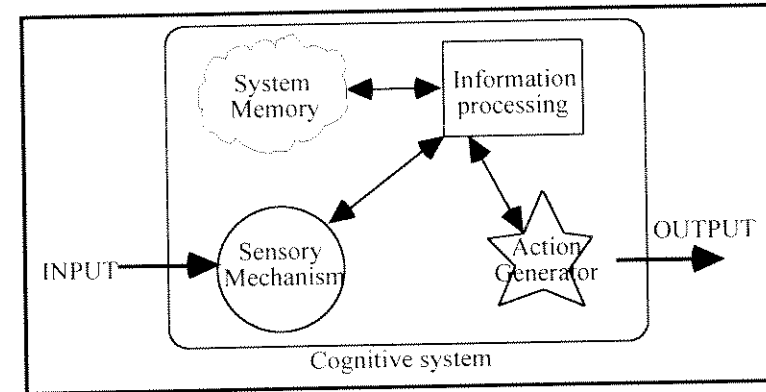 System
Memory
Information
processing
INPUT
Sensory
Mechanism
Action
Generator
OUTPUT
Cognitive system